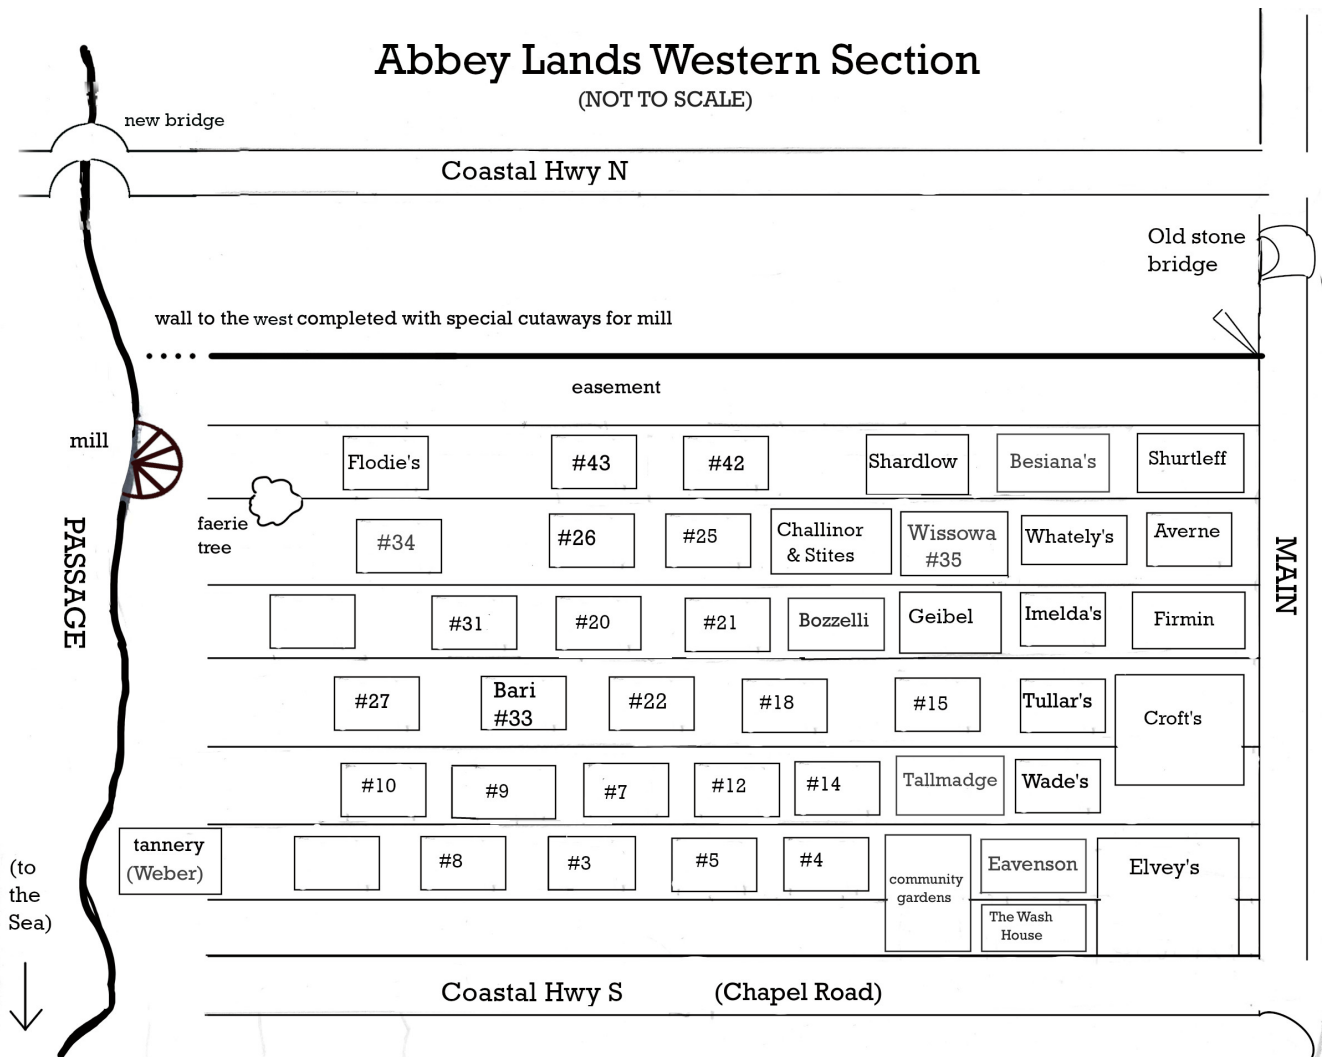 Abbey Lands Western Section
(NOT TO SCALE)
new bridge
Coastal Hwy N
Old stone
bridge
wall to the west completed with special cutaways for mill
easement
mill
Flodie's
#43
#42
Shardlow
Besiana's
Shurtleff
faerie
tree
#34
#26
#25
Challinor
& Stites
Wissowa
#35
Whately's
Averne
PASSAGE
MAIN
#31
#20
#21
Bozzelli
Geibel
Imelda's
Firmin
#27
Bari
#33
#22
#18
#15
Tullar's
Croft's
#10
#9
#7
#12
#14
Tallmadge
Wade's
tannery
(Weber)
#8
#3
#5
#4
community
gardens
Eavenson
Elvey's
The Wash
House
(to
the
Sea)
Coastal Hwy S
(Chapel Road)